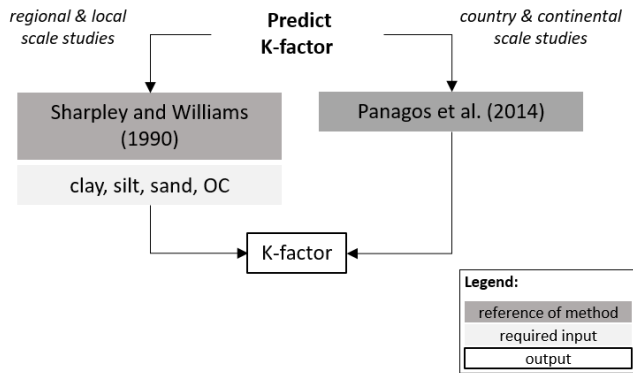 regional & local
scale studies
Predict
K-factor
country & continental
scale studies
Sharpley and Williams
(1990)
clay, silt, sand, OC
Panagos et al. (2014)
K-factor
Legend:
reference of method
required input
output